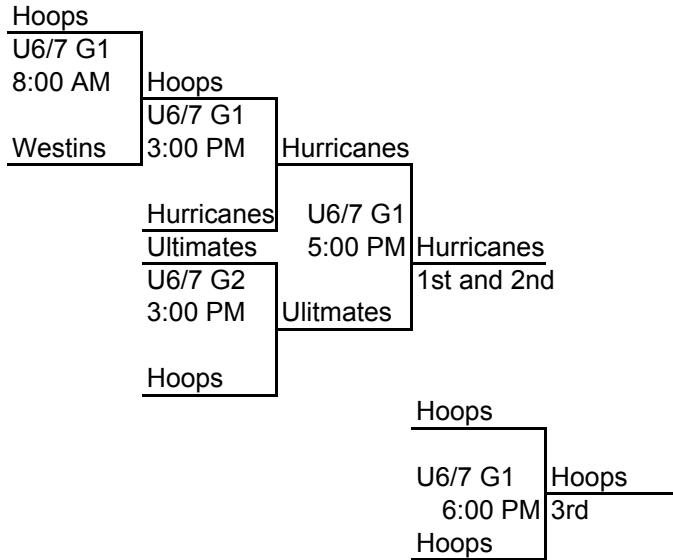 Hoops
U6/7 G1
8:00 AM
Hoops
U6/7 G1
Westins
3:00 PM
Hurricanes
Hurricanes
U6/7 G1
Ultimates
5:00 PM
Hurricanes
U6/7 G2
1st and 2nd
3:00 PM
Ulitmates
Hoops
Hoops
U6/7 G1
Hoops
6:00 PM
3rd
Hoops